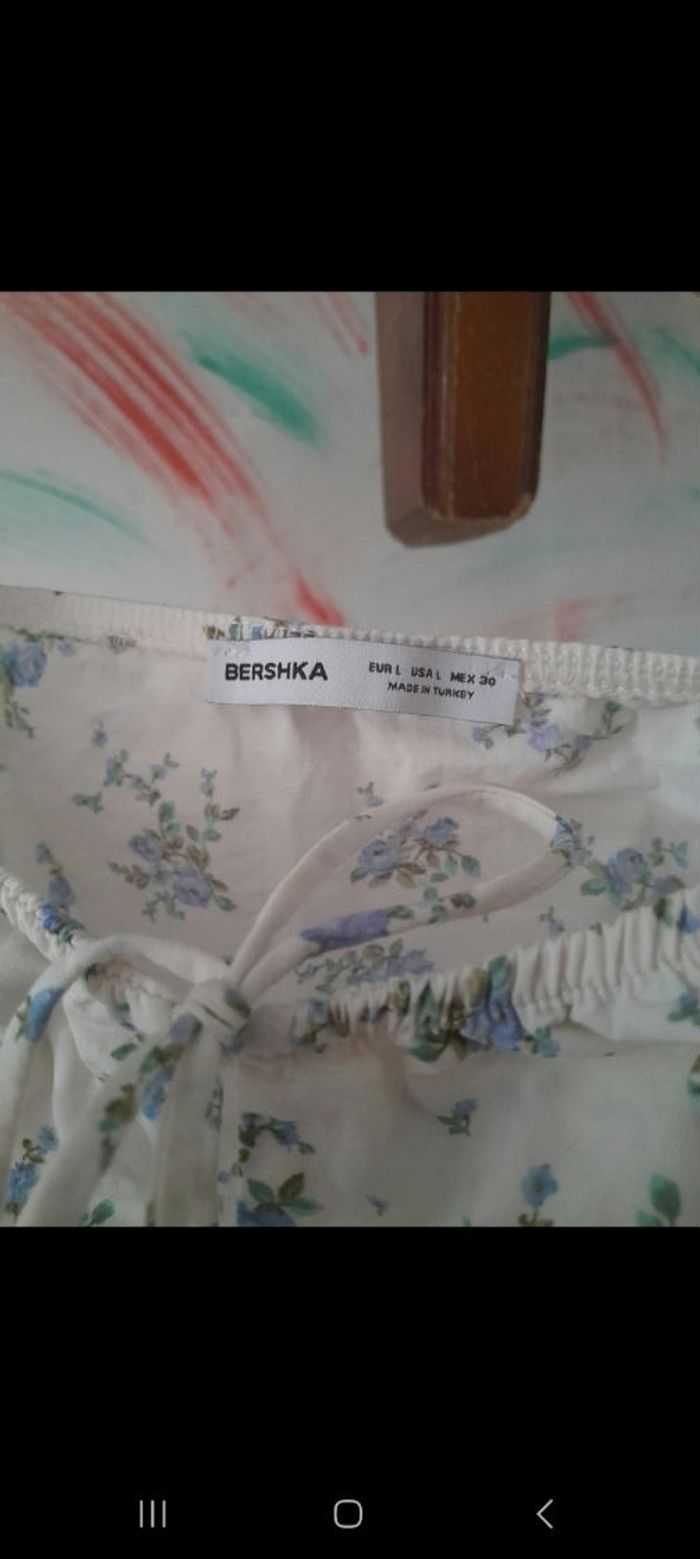 BERSHKA
EUR L USA L MEX 30
MADE IN TURKEY